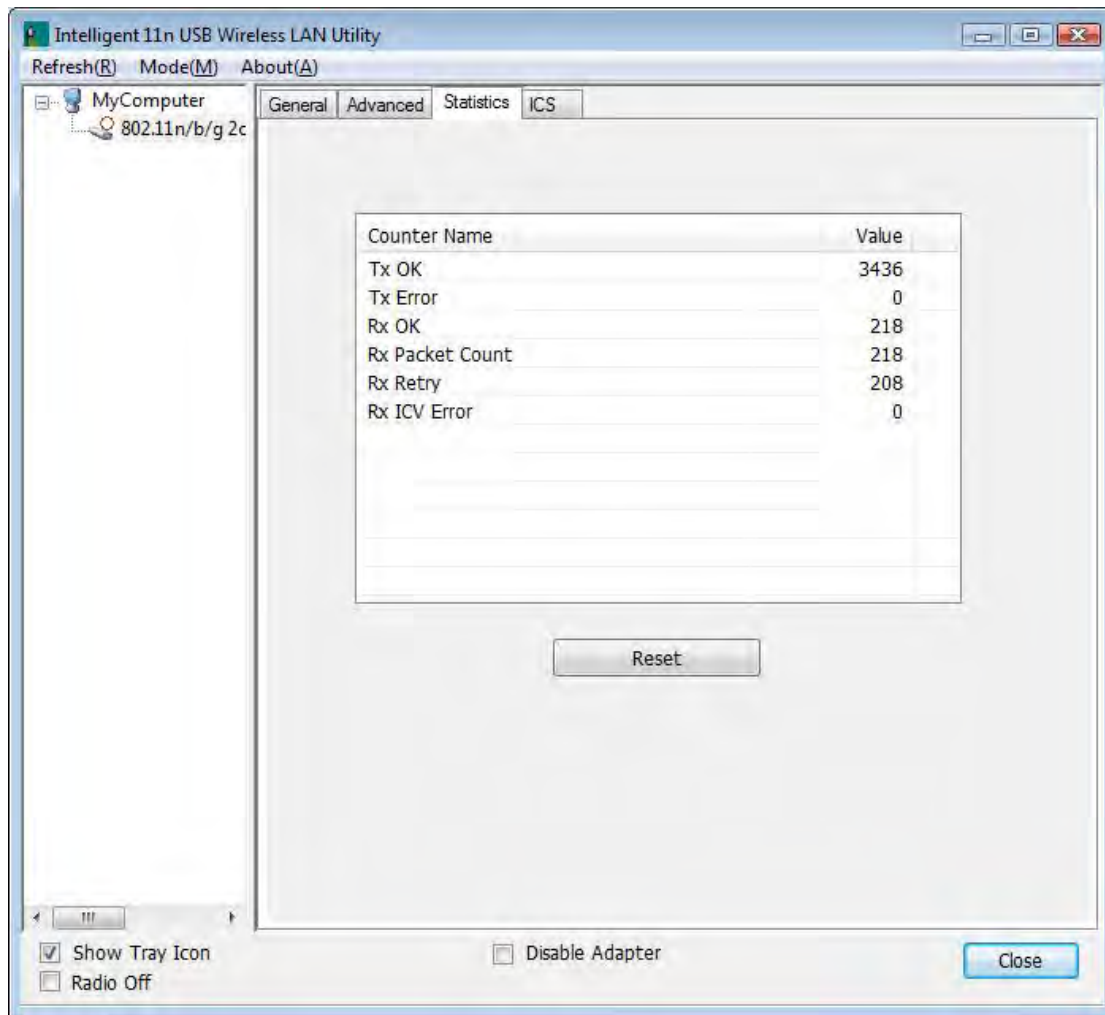 Intelligent 11n USB Wireless LAN Utility
Refresh(R) Mode(M) About(A)
MyComputer
802.11n/b/g 2c
General Advanced Statistics ICS
Counter Name Value
Tx OK 3436
Tx Error 0
Rx OK 218
Rx Packet Count 218
Rx Retry 208
Rx ICV Error 0
Reset
Show Tray Icon
Radio Off
Disable Adapter
Close